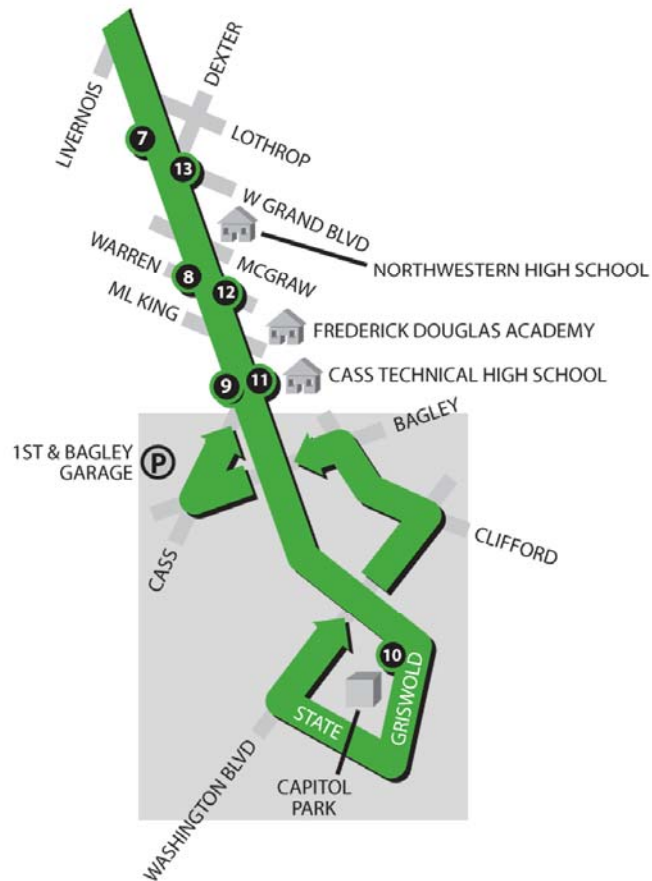 DEXTER
LIVERNOIS
7
LOTHROP
13
W GRAND BLVD
WARREN
8
MCGRAW
NORTHWESTERN HIGH SCHOOL
ML KING
12
FREDERICK DOUGLAS ACADEMY
9
11
CASS TECHNICAL HIGH SCHOOL
BAGLEY
1ST & BAGLEY
GARAGE
P
CASS
CLIFFORD
10
GRISWOLD
STATE
WASHINGTON BLVD
CAPITOL
PARK